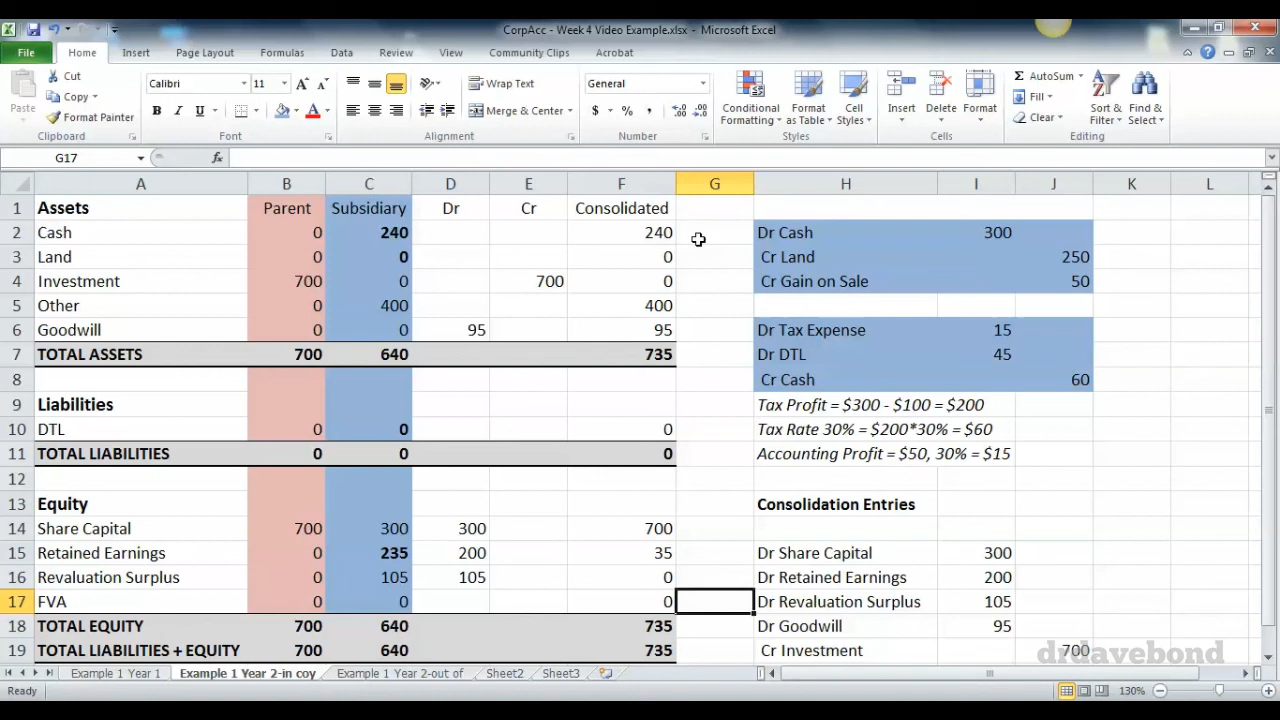 CorpAcc - Week 4 Video Example.xlsx - Microsoft Excel
File Home Insert Page Layout Formulas Data Review View Community Clubs Acrobat
Paste Cut Copy Format Painter Calibri 11 B I U Wrap Text Merge & Center General $ % , Conditional Formatting Format as Table Cell Styles Insert Delete Format AutoSum Fill Clear Sort & Filter Find & Select
Clipboard Font Alignment Number Styles Cells Editing
G17 fx
A B C D E F G H I J K L
1 Assets Parent Subsidiary Dr Cr Consolidated
2 Cash 0 240 240 Dr Cash 300
3 Land 0 0 0 Cr Land 250
4 Investment 700 0 700 0 Cr Gain on Sale 50
5 Other 0 400 400
6 Goodwill 0 0 95 95 Dr Tax Expense 15
7 TOTAL ASSETS 700 640 735 Dr DTL 45
8 Cr Cash 60
9 Liabilities Tax Profit = $300 - $100 = $200
10 DTL 0 0 0 Tax Rate 30% = $200*30% = $60
11 TOTAL LIABILITIES 0 0 0 Accounting Profit = $50, 30% = $15
12
13 Equity Consolidation Entries
14 Share Capital 700 300 300 700
15 Retained Earnings 0 235 200 35 Dr Share Capital 300
16 Revaluation Surplus 0 105 105 0 Dr Retained Earnings 200
17 FVA 0 0 0 Dr Revaluation Surplus 105
18 TOTAL EQUITY 700 640 735 Dr Goodwill 95
19 TOTAL LIABILITIES + EQUITY 700 640 735 Cr Investment 700
drdavebond
Example 1 Year 1 Example 1 Year 2-in coy Example 1 Year 2-out of Sheet2 Sheet3
Ready 130%